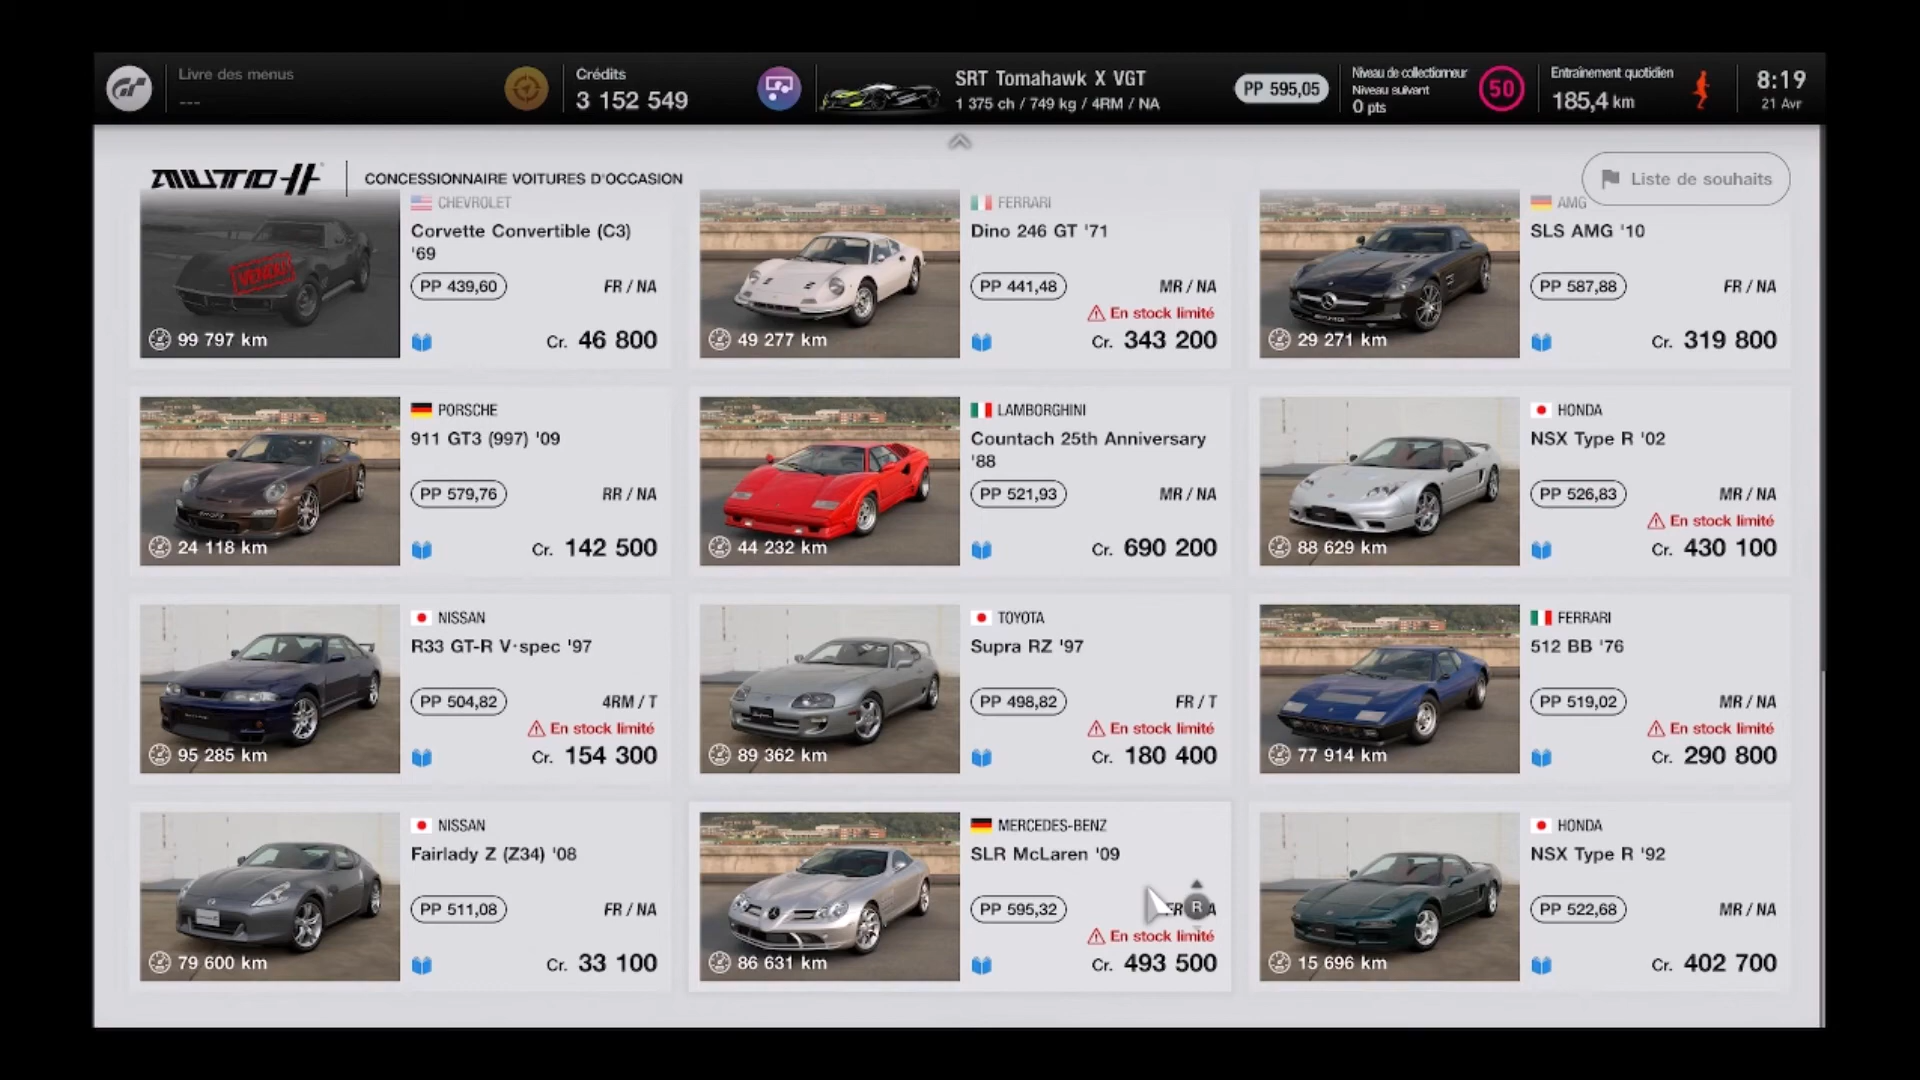 Livre des menus
---
Crédits
3 152 549
SRT Tomahawk X VGT
1 375 ch / 749 kg / 4RM / NA
PP 595,05
Niveau de collectionneur
Niveau suivant
0 pts
50
Entraînement quotidien
185,4 km
8:19
21 Avr
AUTO
CONCESSIONNAIRE VOITURES D'OCCASION
Liste de souhaits
CHEVROLET
Corvette Convertible (C3)
'69
PP 439,60
FR / NA
VENDU
99 797 km
Cr. 46 800
FERRARI
Dino 246 GT '71
PP 441,48
MR / NA
En stock limité
49 277 km
Cr. 343 200
AMG
SLS AMG '10
PP 587,88
FR / NA
29 271 km
Cr. 319 800
PORSCHE
911 GT3 (997) '09
PP 579,76
RR / NA
24 118 km
Cr. 142 500
LAMBORGHINI
Countach 25th Anniversary
'88
PP 521,93
MR / NA
44 232 km
Cr. 690 200
HONDA
NSX Type R '02
PP 526,83
MR / NA
En stock limité
88 629 km
Cr. 430 100
NISSAN
R33 GT-R V·spec '97
PP 504,82
4RM / T
En stock limité
95 285 km
Cr. 154 300
TOYOTA
Supra RZ '97
PP 498,82
FR / T
En stock limité
89 362 km
Cr. 180 400
FERRARI
512 BB '76
PP 519,02
MR / NA
En stock limité
77 914 km
Cr. 290 800
NISSAN
Fairlady Z (Z34) '08
PP 511,08
FR / NA
79 600 km
Cr. 33 100
MERCEDES-BENZ
SLR McLaren '09
PP 595,32
R
En stock limité
86 631 km
Cr. 493 500
HONDA
NSX Type R '92
PP 522,68
MR / NA
15 696 km
Cr. 402 700